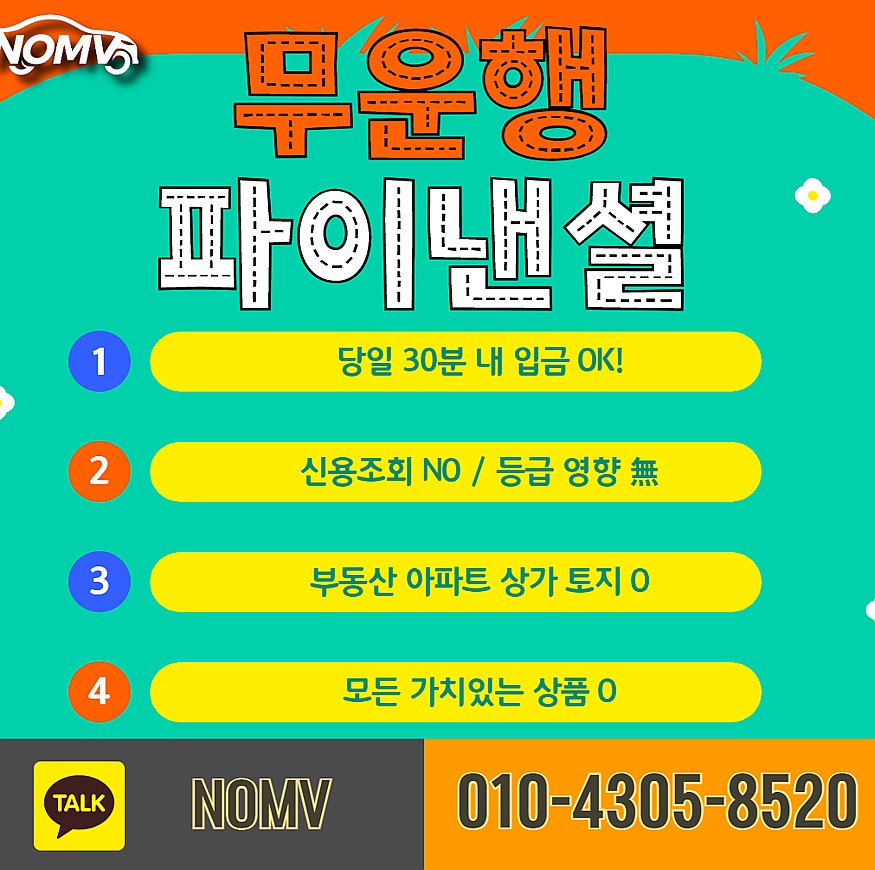 NOMV
무운행
파이낸셜
1 당일 30분 내 입금 OK!
2 신용조회 NO / 등급 영향 無
3 부동산 아파트 상가 토지 O
4 모든 가치있는 상품 O
TALK NOMV 010-4305-8520